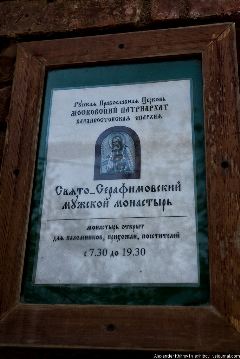 Русская Православная Церковь
Московский Патриархат
Владивостокская епархия
Свято-Серафимовский
мужской монастырь
монастырь открыт
для паломников, прихожан, посетителей
с 7.30 до 19.30